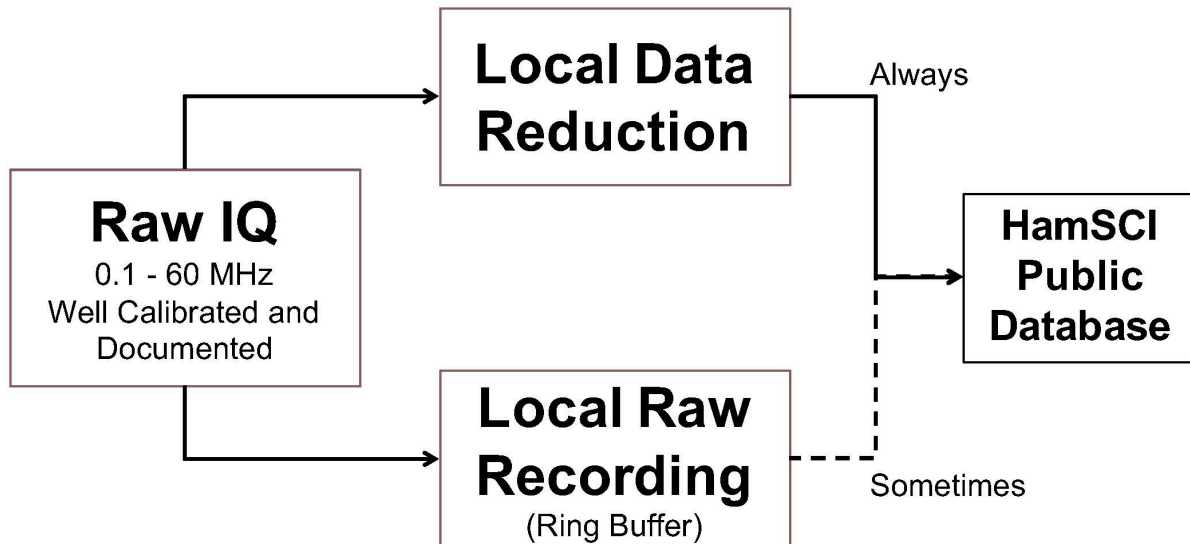 Raw IQ
0.1 - 60 MHz
Well Calibrated and
Documented
Local Data
Reduction
Always
Local Raw
Recording
(Ring Buffer)
Sometimes
HamSCI
Public
Database